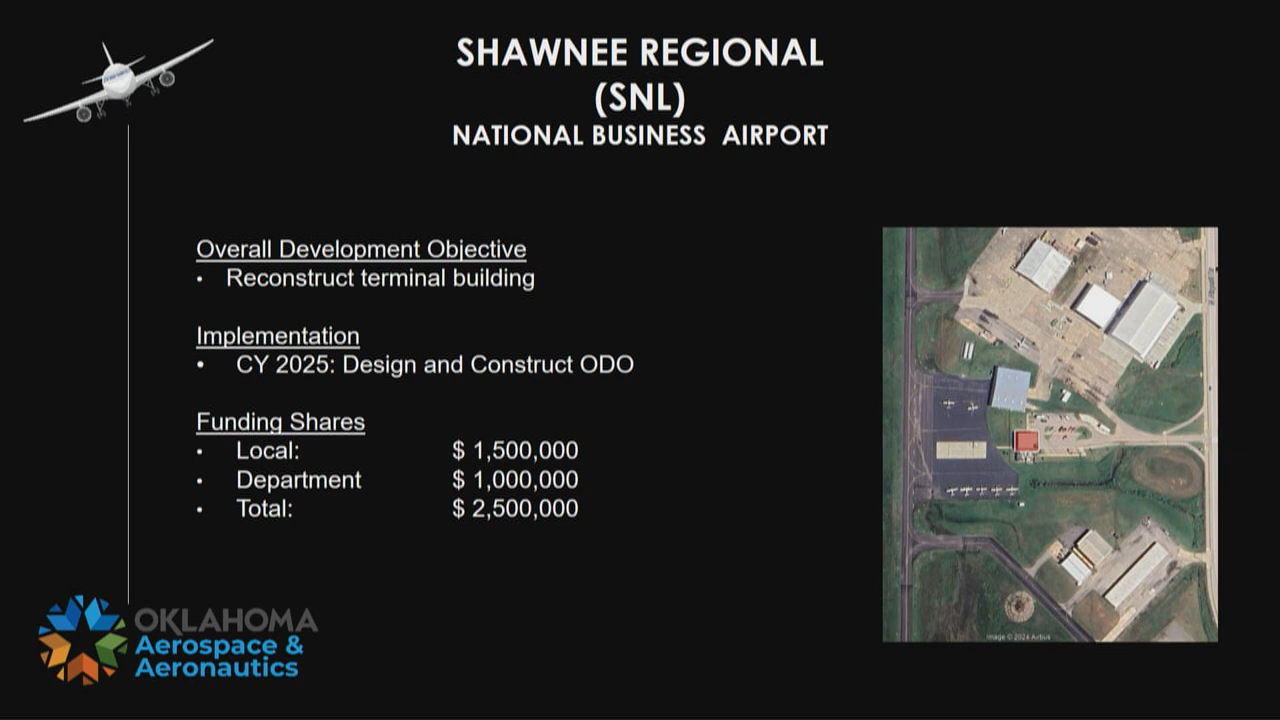 SHAWNEE REGIONAL
(SNL)
NATIONAL BUSINESS AIRPORT
Overall Development Objective
• Reconstruct terminal building
Implementation
• CY 2025: Design and Construct ODO
Funding Shares
• Local: $ 1,500,000
• Department $ 1,000,000
• Total: $ 2,500,000
Image © 2024 Airbus
OKLAHOMA
Aerospace &
Aeronautics